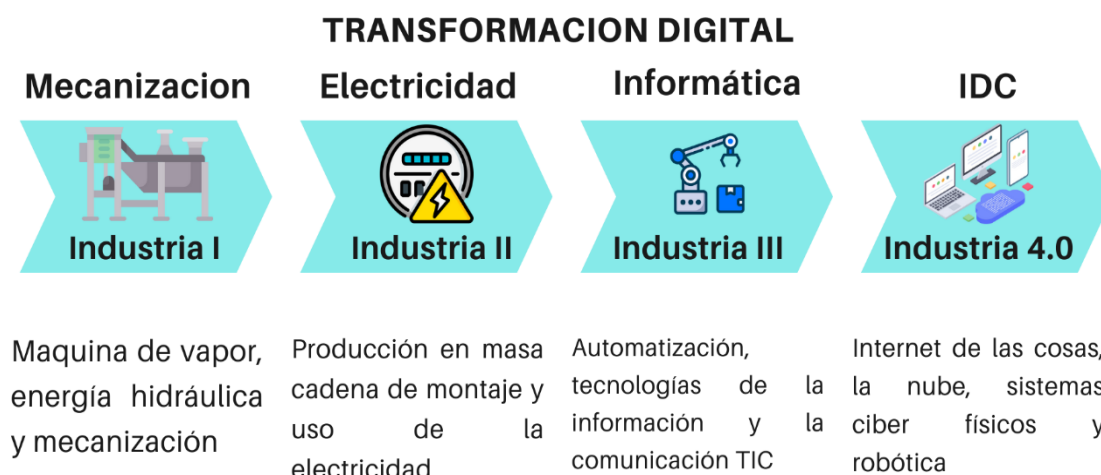 TRANSFORMACION DIGITAL
Mecanizacion
Electricidad
Informática
IDC
Industria I
Industria II
Industria III
Industria 4.0
Maquina de vapor,
energía hidráulica
y mecanización
Producción en masa
cadena de montaje y
uso de la
electricidad
Automatización,
tecnologías de la
información y la
comunicación TIC
Internet de las cosas,
la nube, sistemas
ciber físicos y
robótica